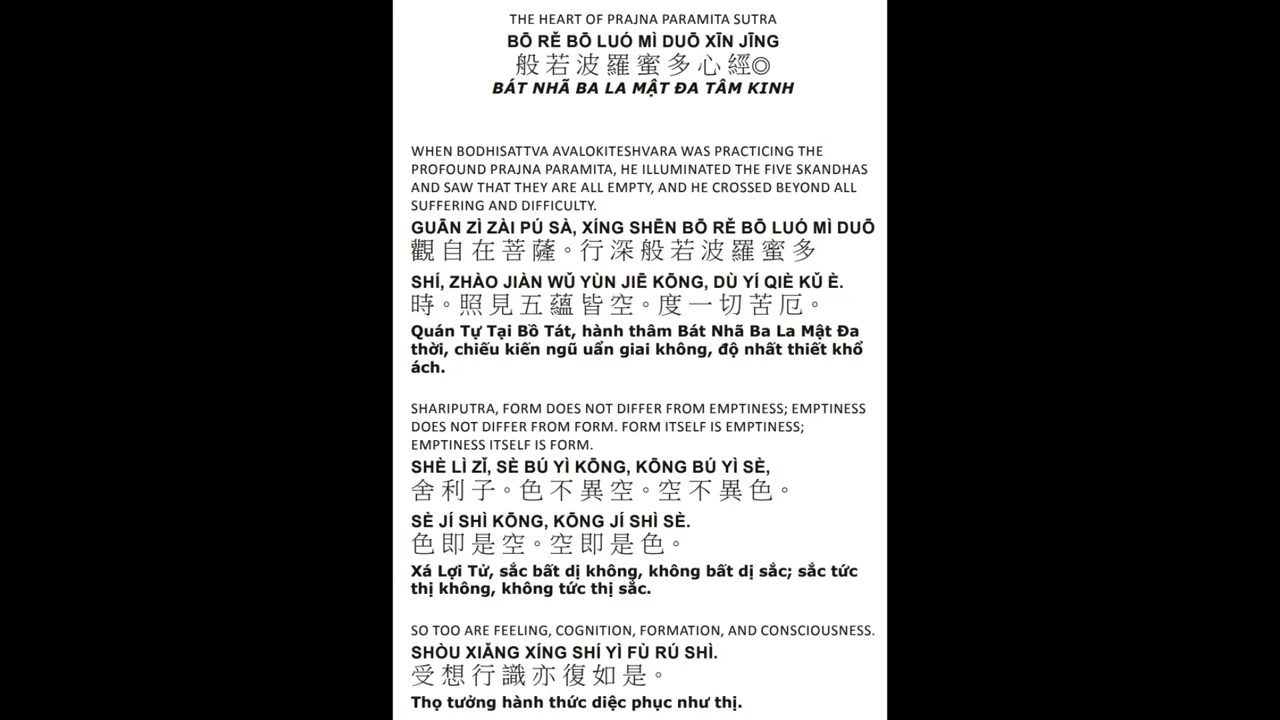 THE HEART OF PRAJNA PARAMITA SUTRA
BŌ RĚ BŌ LUÓ MÌ DUŌ XĪN JĪNG
般若波羅蜜多心經◎
BÁT NHÃ BA LA MẬT ĐA TÂM KINH
WHEN BODHISATTVA AVALOKITESHVARA WAS PRACTICING THE
PROFOUND PRAJNA PARAMITA, HE ILLUMINATED THE FIVE SKANDHAS
AND SAW THAT THEY ARE ALL EMPTY, AND HE CROSSED BEYOND ALL
SUFFERING AND DIFFICULTY.
GUĀN ZÌ ZÀI PÚ SÀ, XÍNG SHĒN BŌ RĚ BŌ LUÓ MÌ DUŌ
觀自在菩薩。行深般若波羅蜜多
SHÍ, ZHÀO JIÀN WǓ YÙN JIĒ KŌNG, DÙ YÍ QIÈ KǓ È.
時。照見五蘊皆空。度一切苦厄。
Quán Tự Tại Bồ Tát, hành thâm Bát Nhã Ba La Mật Đa
thời, chiếu kiến ngũ uẩn giai không, độ nhất thiết khổ
ách.
SHARIPUTRA, FORM DOES NOT DIFFER FROM EMPTINESS; EMPTINESS
DOES NOT DIFFER FROM FORM. FORM ITSELF IS EMPTINESS;
EMPTINESS ITSELF IS FORM.
SHÈ LÌ ZǏ, SÈ BÚ YÌ KŌNG, KŌNG BÚ YÌ SÈ,
舍利子。色不異空。空不異色。
SÈ JÍ SHÌ KŌNG, KŌNG JÍ SHÌ SÈ.
色即是空。空即是色。
Xá Lợi Tử, sắc bất dị không, không bất dị sắc; sắc tức
thị không, không tức thị sắc.
SO TOO ARE FEELING, COGNITION, FORMATION, AND CONSCIOUSNESS.
SHÒU XIǍNG XÍNG SHÍ YÌ FÙ RÚ SHÌ.
受想行識亦復如是。
Thọ tưởng hành thức diệc phục như thị.